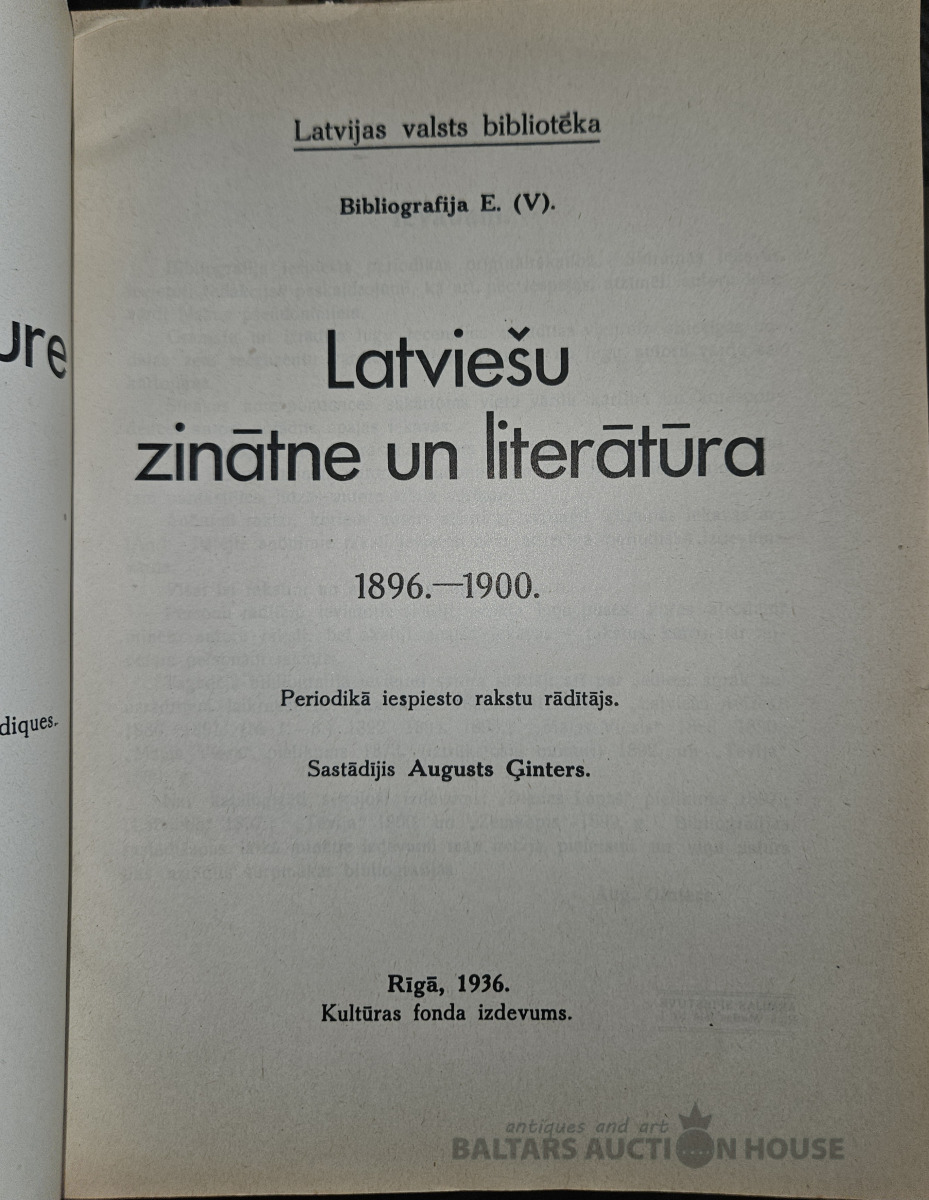 Latvijas valsts bibliotēka
Bibliografija E. (V).
Latviešu
zinātne un literātūra
1896.—1900.
Periodikā iespiesto rakstu rādītājs.
Sastādījis Augusts Ģinters.
Rīgā, 1936.
Kultūras fonda izdevums.
ure
diques.
antiques and art
BALTARS AUCTION HOUSE